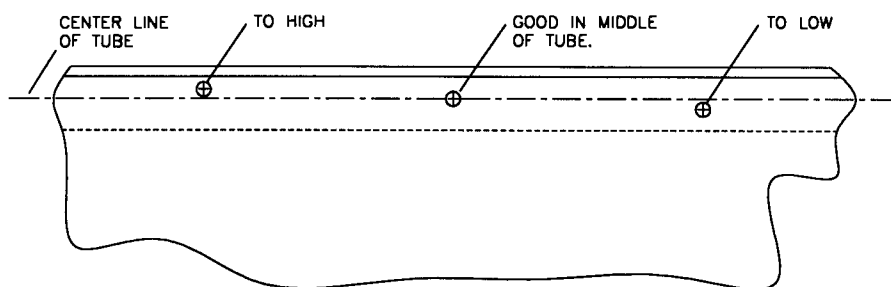 CENTER LINE
OF TUBE
TO HIGH
GOOD IN MIDDLE
OF TUBE.
TO LOW